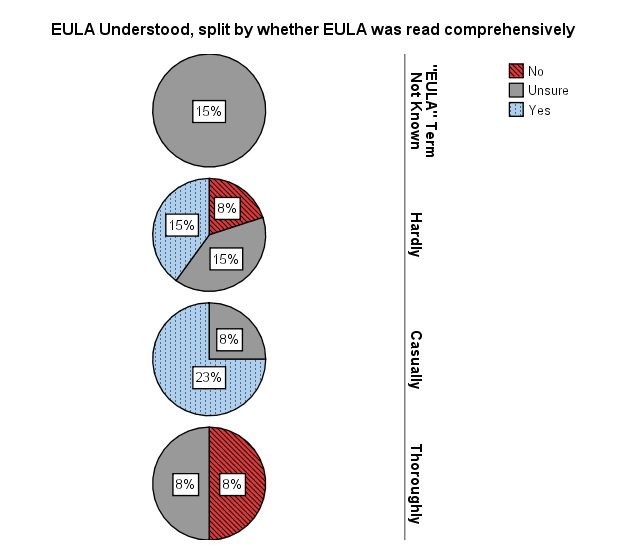 EULA Understood, split by whether EULA was read comprehensively
No
Unsure
Yes
15%
"EULA" Term
Not Known
8%
15%
15%
Hardly
8%
23%
Casually
8%
8%
Thoroughly